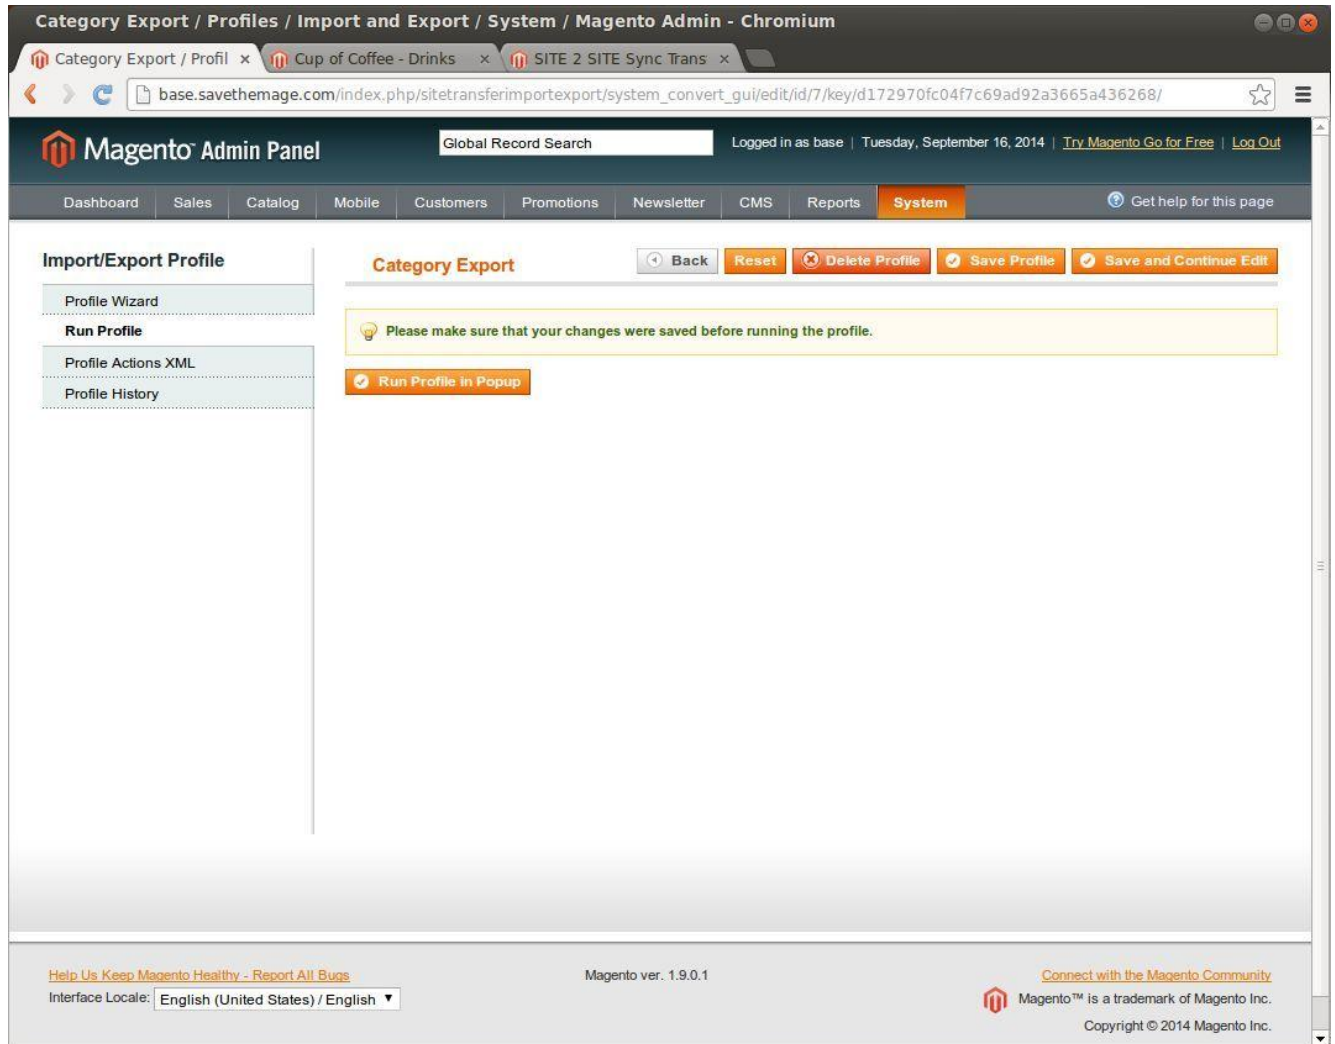 Category Export / Profiles / Import and Export / System / Magento Admin - Chromium
Category Export / Profil × Cup of Coffee - Drinks × SITE 2 SITE Sync Trans ×
base.savethemage.com/index.php/sitetransferimportexport/system_convert_gui/edit/id/7/key/d172970fc04f7c69ad92a3665a436268/
Magento™ Admin Panel
Global Record Search
Logged in as base | Tuesday, September 16, 2014 | Try Magento Go for Free | Log Out
Dashboard Sales Catalog Mobile Customers Promotions Newsletter CMS Reports System Get help for this page
Import/Export Profile
Profile Wizard
Run Profile
Profile Actions XML
Profile History
Category Export
Back Reset Delete Profile Save Profile Save and Continue Edit
Please make sure that your changes were saved before running the profile.
Run Profile in Popup
Help Us Keep Magento Healthy - Report All Bugs
Interface Locale: English (United States) / English
Magento ver. 1.9.0.1
Connect with the Magento Community
Magento™ is a trademark of Magento Inc.
Copyright © 2014 Magento Inc.